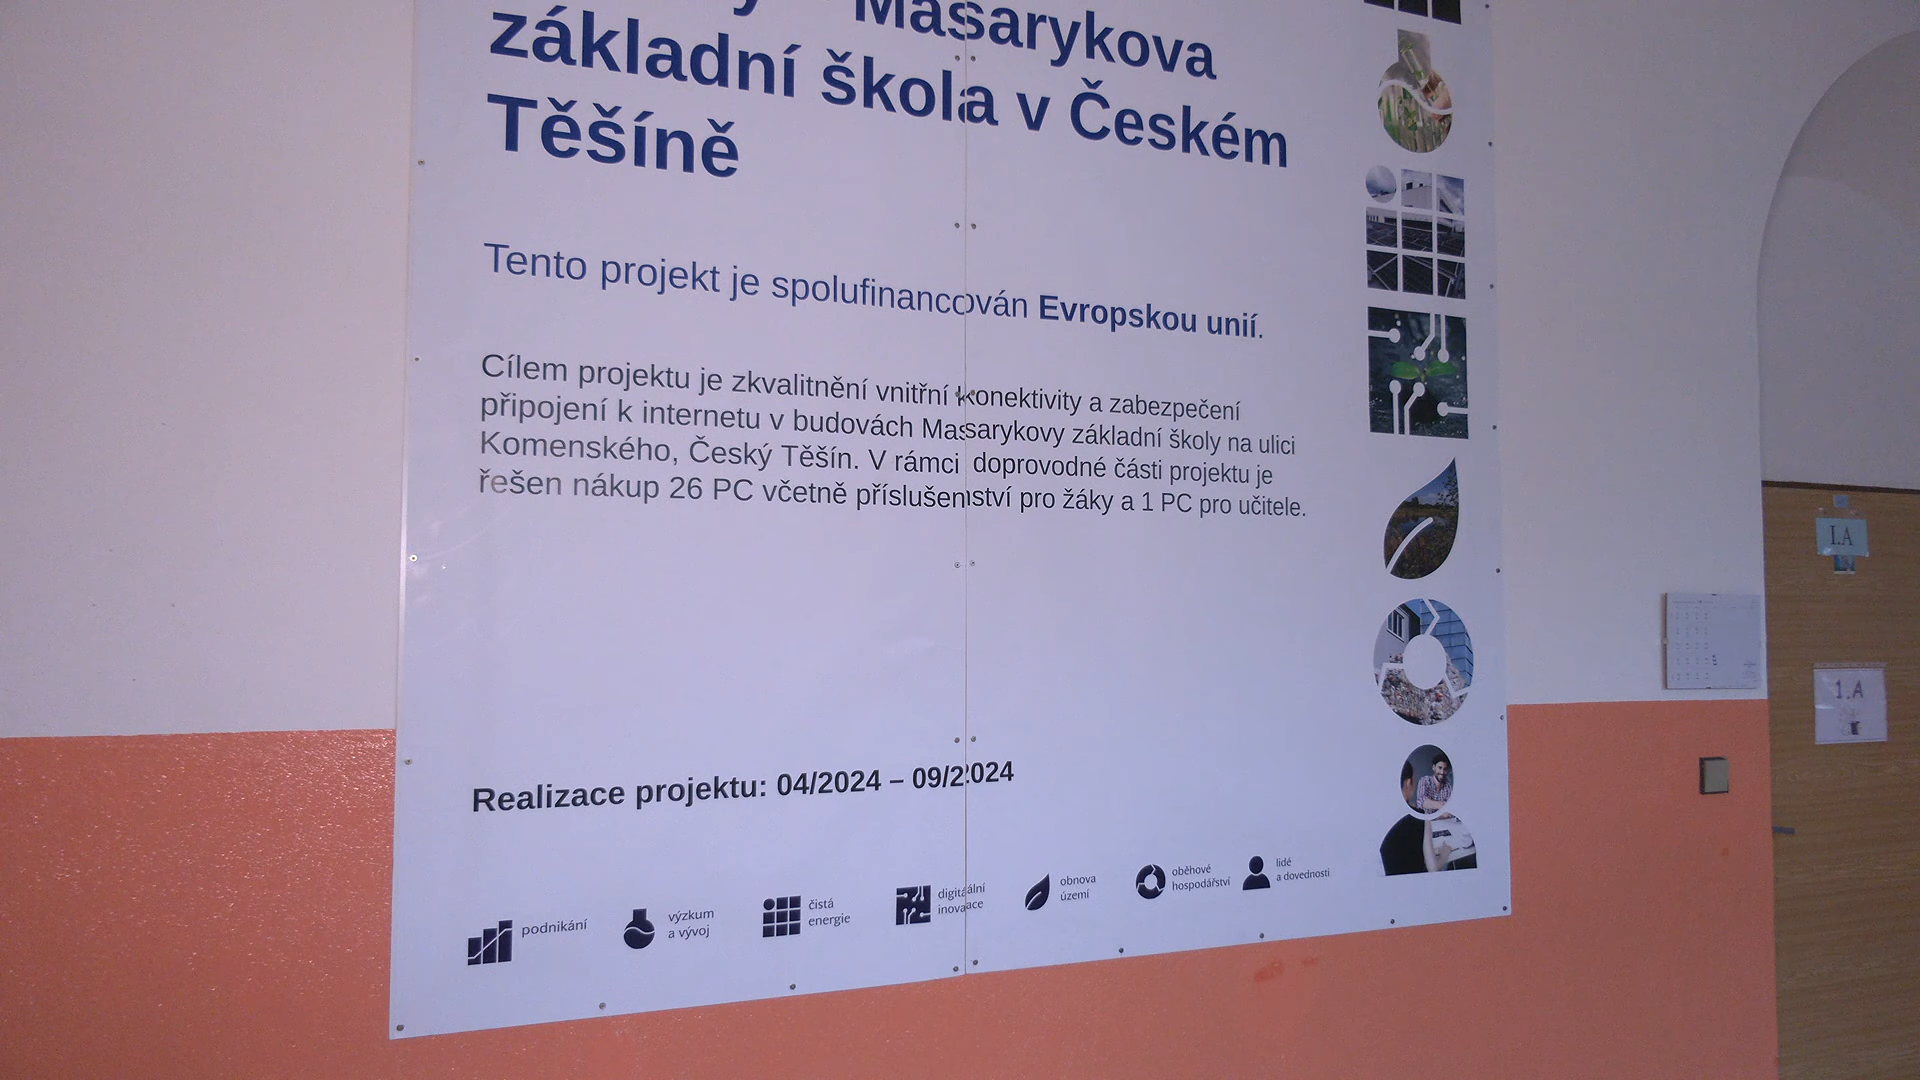 Masarykova
základní škola v Českém
Těšíně
Tento projekt je spolufinancován Evropskou unií.
Cílem projektu je zkvalitnění vnitřní konektivity a zabezpečení
připojení k internetu v budovách Masarykovy základní školy na ulici
Komenského, Český Těšín. V rámci doprovodné části projektu je
řešen nákup 26 PC včetně příslušenství pro žáky a 1 PC pro učitele.
Realizace projektu: 04/2024 – 09/2024
podnikání
výzkum
a vývoj
čistá
energie
digitální
inovace
obnova
území
oběhové
hospodářství
lidé
a dovednosti
I.A
1.A